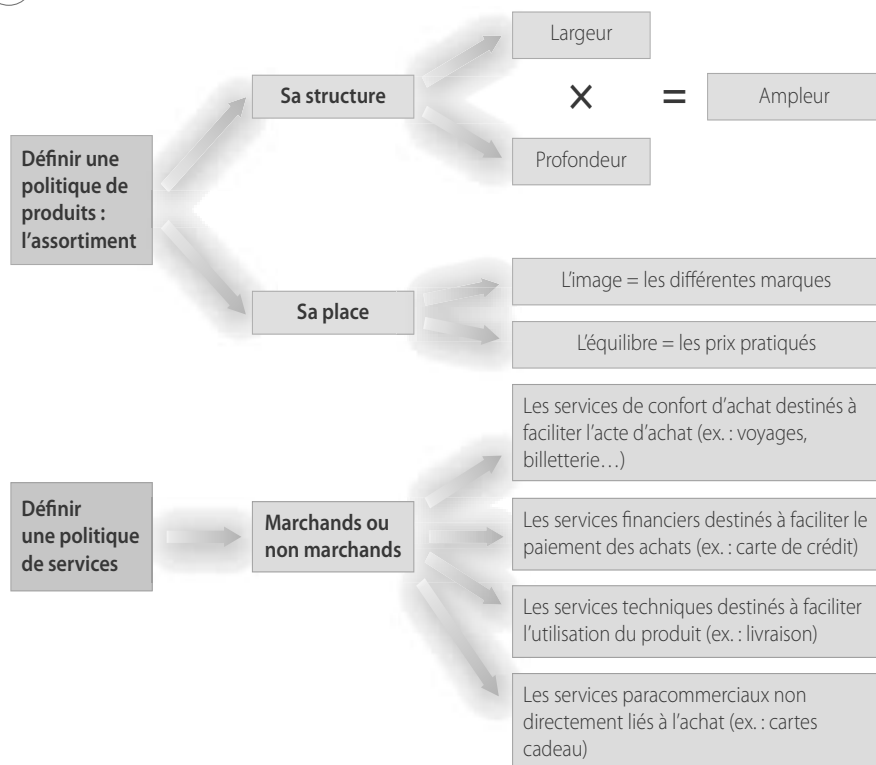 Définir une
politique de
produits :
l'assortiment
Sa structure
Largeur
×
Profondeur
=
Ampleur
Sa place
L'image = les différentes marques
L'équilibre = les prix pratiqués
Définir
une politique
de services
Marchands ou
non marchands
Les services de confort d'achat destinés à
faciliter l'acte d'achat (ex. : voyages,
billetterie…)
Les services financiers destinés à faciliter le
paiement des achats (ex. : carte de crédit)
Les services techniques destinés à faciliter
l'utilisation du produit (ex. : livraison)
Les services paracommerciaux non
directement liés à l'achat (ex. : cartes
cadeau)